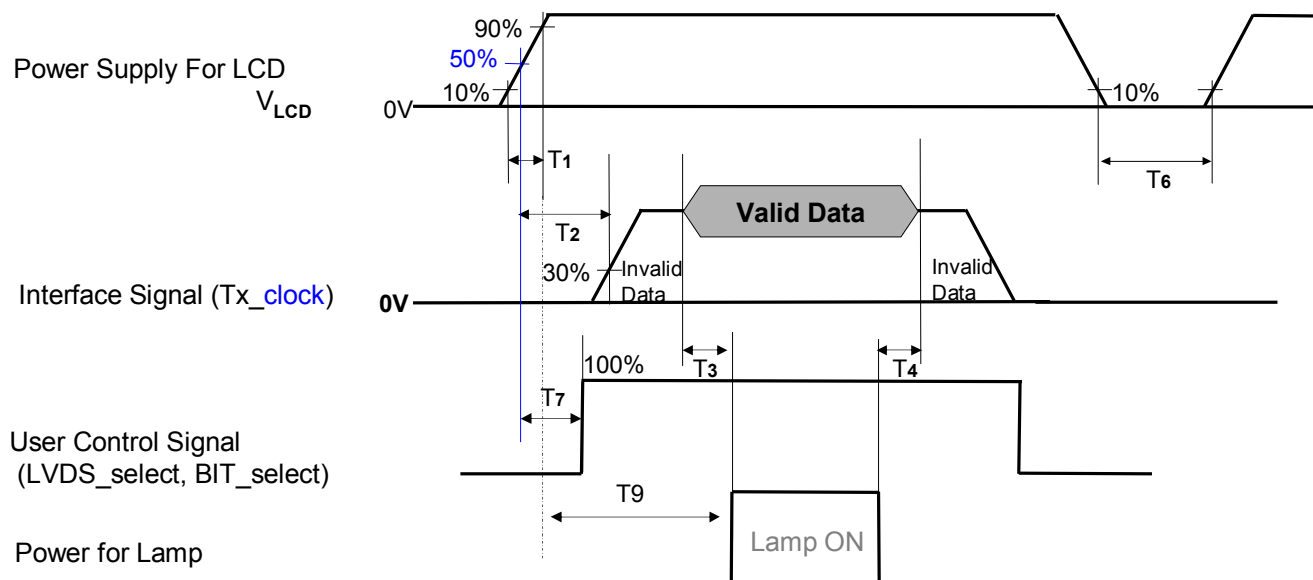 90%
50%
10%
Power Supply For LCD
VLCD
0V
10%
T1
T6
Valid Data
T2
30%
Invalid
Data
Invalid
Data
Interface Signal (Tx_clock)
0V
T3
T4
100%
T7
User Control Signal
(LVDS_select, BIT_select)
T9
Power for Lamp
Lamp ON